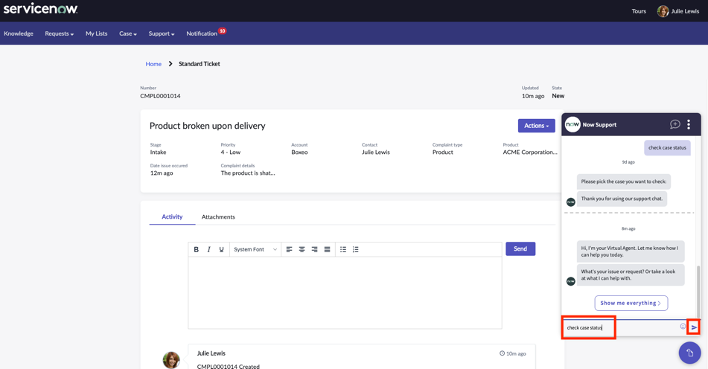 servicenow.
Tours
Julie Lewis
Knowledge
Requests
My Lists
Case
Support
Notification
10
Home > Standard Ticket
Number
CMPL0001014
Updated
10m ago
State
New
Product broken upon delivery
Actions
Stage
Intake
Priority
4 - Low
Account
Boxeo
Contact
Julie Lewis
Complaint type
Product
Product
ACME Corporation...
Date issue occured
12m ago
Complaint details
The product is shat...
Activity
Attachments
B I U System Font
Send
Julie Lewis
10m ago
CMPL0001014 Created
now
Now Support
check case status
9d ago
Please pick the case you want to check.
Thank you for using our support chat.
Hi, I'm your Virtual Agent. Let me know how I
can help you today.
What's your issue or request? Or take a look
at what I can help with.
Show me everything >
check case status